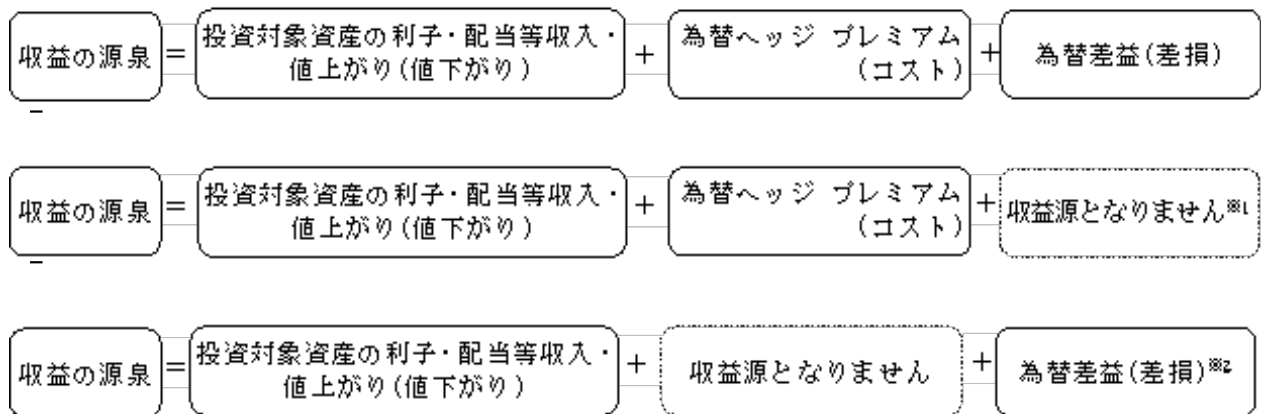 収益の源泉 = 投資対象資産の利子・配当等収入・ + 為替ヘッジ プレミアム + 為替差益(差損)
値上がり(値下がり) (コスト)
収益の源泉 = 投資対象資産の利子・配当等収入・ + 為替ヘッジ プレミアム + 収益源となりません※1
値上がり(値下がり) (コスト)
収益の源泉 = 投資対象資産の利子・配当等収入・ + 収益源となりません + 為替差益(差損)※2
値上がり(値下がり)